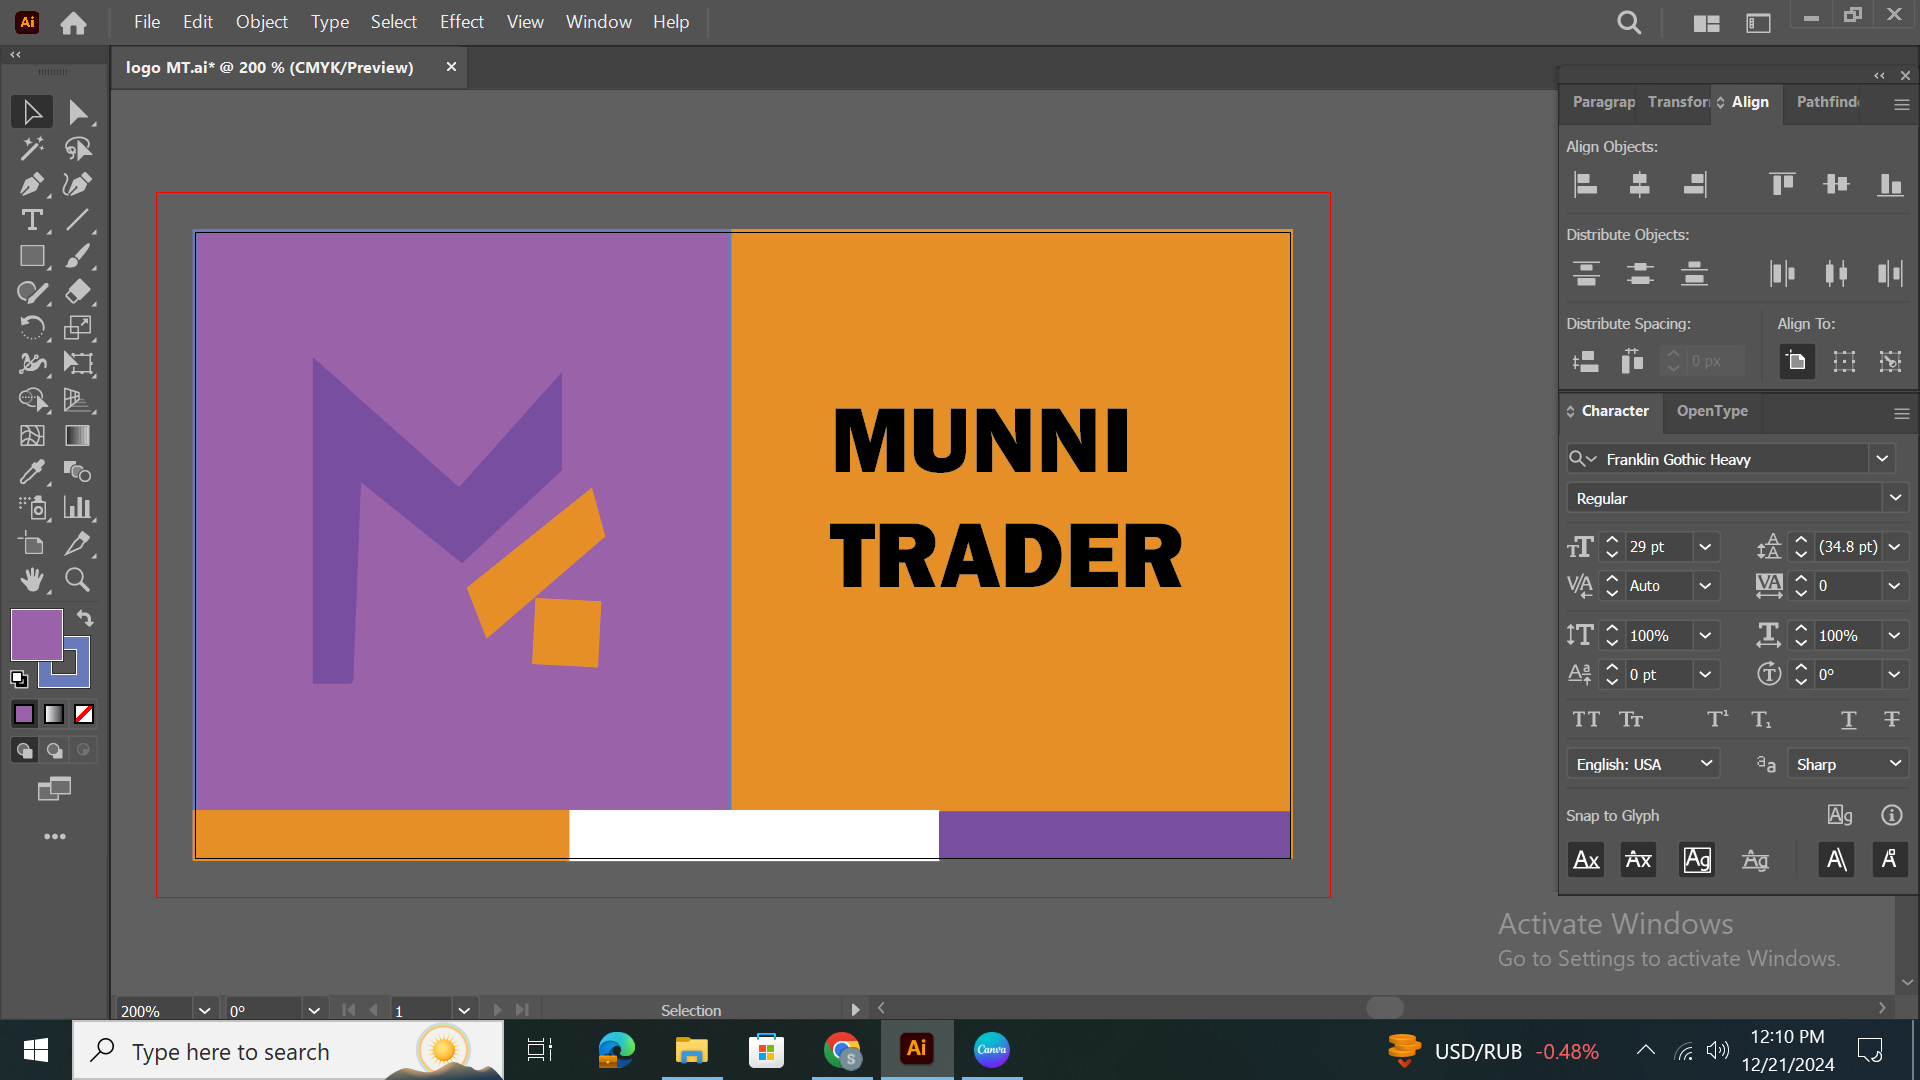 Ai File Edit Object Type Select Effect View Window Help
logo MT.ai* @ 200 % (CMYK/Preview)
Paragrap Transfor Align Pathfind
Align Objects:
Distribute Objects:
Distribute Spacing: Align To:
0 px
MUNNI
TRADER
Character OpenType
Franklin Gothic Heavy
Regular
29 pt (34.8 pt)
Auto 0
100% 100%
0 pt 0°
English: USA Sharp
Snap to Glyph
Activate Windows
Go to Settings to activate Windows.
200% 0° 1 Selection
Type here to search
S
Ai
Canva
USD/RUB -0.48%
12:10 PM
12/21/2024